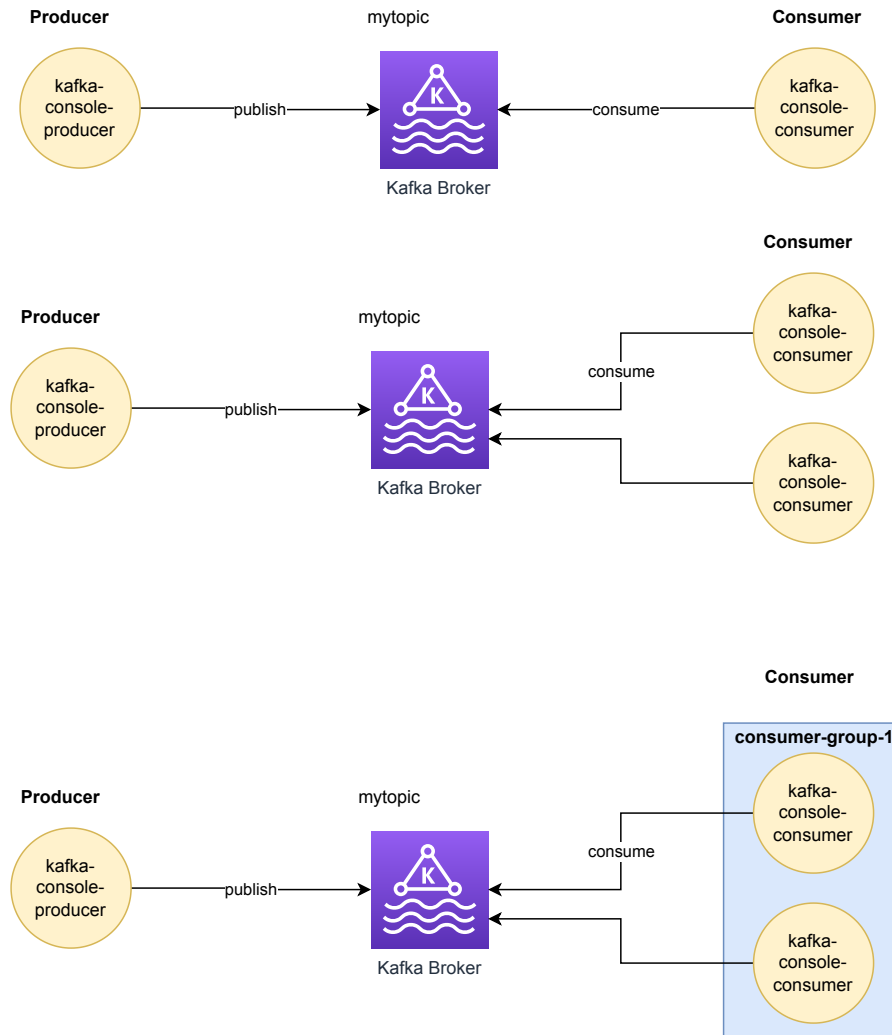 Producer
mytopic
Consumer
kafka-
console-
producer
publish
K
consume
kafka-
console-
consumer
Kafka Broker
Consumer
Producer
mytopic
kafka-
console-
consumer
consume
kafka-
console-
producer
publish
K
Kafka Broker
kafka-
console-
consumer
Consumer
consumer-group-1
Producer
mytopic
kafka-
console-
consumer
consume
kafka-
console-
producer
publish
K
Kafka Broker
kafka-
console-
consumer